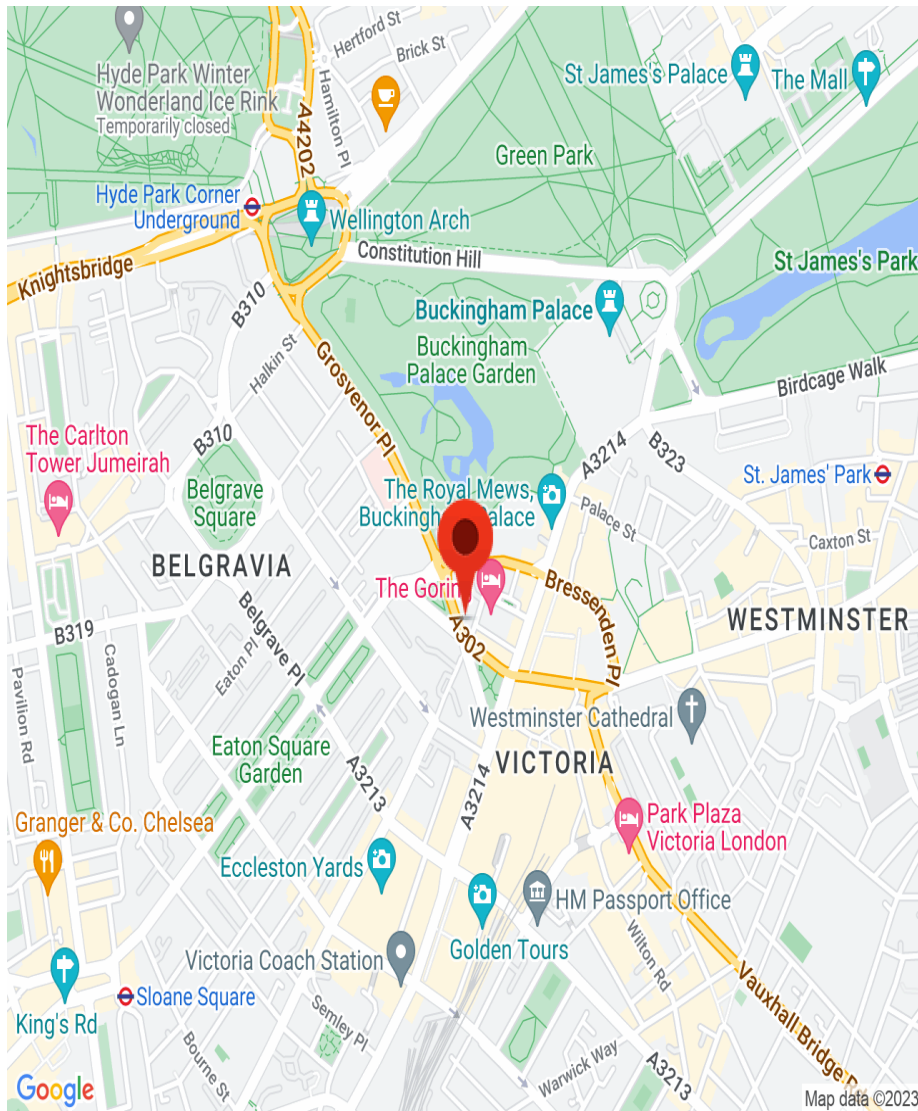 Hertford St
Brick St
Hamilton Pl
Hyde Park Winter
Wonderland Ice Rink
Temporarily closed
A4202
St James's Palace
The Mall
Green Park
Hyde Park Corner
Underground
Wellington Arch
Constitution Hill
Knightsbridge
St James's Park
B310
Buckingham Palace
Buckingham
Palace Garden
Halkin St
Grosvenor Pl
Birdcage Walk
The Carlton
Tower Jumeirah
B310
A3214
B323
St. James' Park
Belgrave
Square
The Royal Mews,
Buckingham Palace
Palace St
Caxton St
BELGRAVIA
The Goring
Bressenden Pl
WESTMINSTER
B319
A302
Belgrave Pl
Eaton Pl
Cadogan Ln
Pavilion Rd
Westminster Cathedral
Eaton Square
Garden
VICTORIA
A3213
A3214
Granger & Co. Chelsea
Park Plaza
Victoria London
Eccleston Yards
HM Passport Office
Golden Tours
Wilton Rd
Victoria Coach Station
Sloane Square
King's Rd
Semley Pl
Vauxhall Bridge
Bourne St
Warwick Way
A3213
Google
Map data ©2023